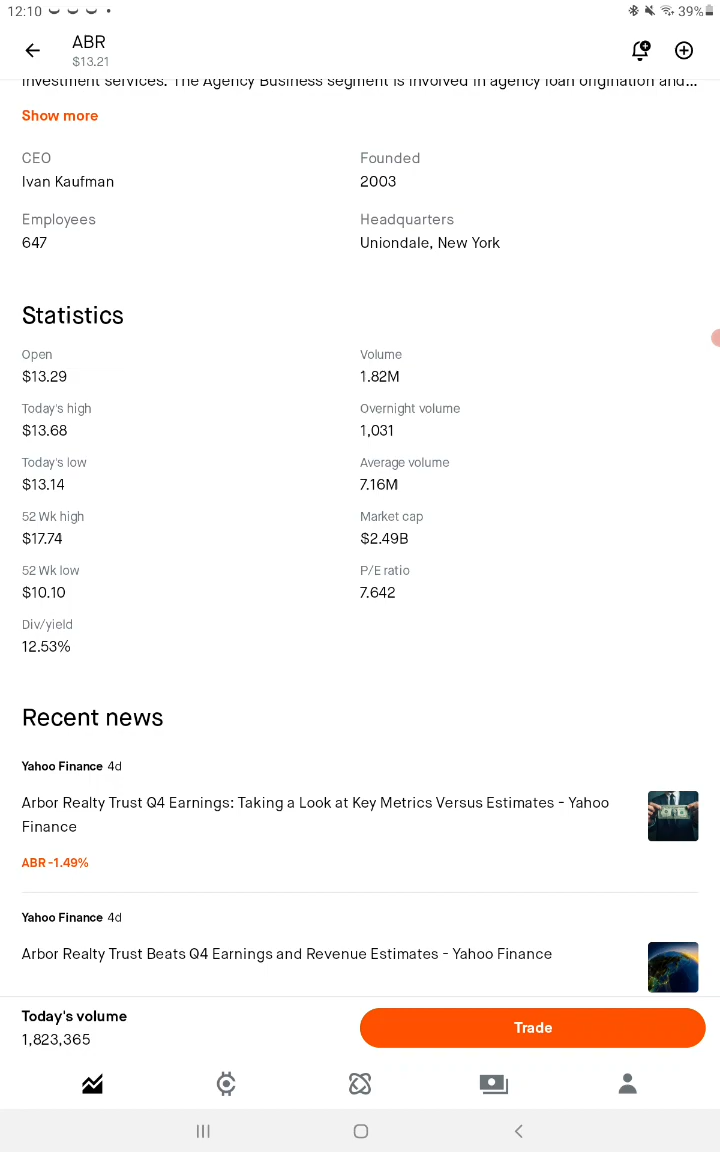 12:10
39%
ABR
$13.21
investment services. The Agency Business segment is involved in agency loan origination and...
Show more
CEO
Founded
Ivan Kaufman
2003
Employees
Headquarters
647
Uniondale, New York
Statistics
Open
Volume
$13.29
1.82M
Today's high
Overnight volume
$13.68
1,031
Today's low
Average volume
$13.14
7.16M
52 Wk high
Market cap
$17.74
$2.49B
52 Wk low
P/E ratio
$10.10
7.642
Div/yield
12.53%
Recent news
Yahoo Finance 4d
Arbor Realty Trust Q4 Earnings: Taking a Look at Key Metrics Versus Estimates - Yahoo
Finance
ABR -1.49%
Yahoo Finance 4d
Arbor Realty Trust Beats Q4 Earnings and Revenue Estimates - Yahoo Finance
Today's volume
1,823,365
Trade